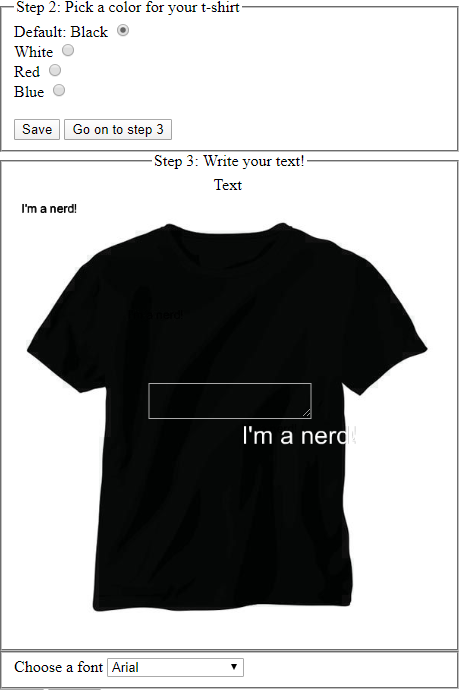 Step 2: Pick a color for your t-shirt
Default: Black
White
Red
Blue
Save Go on to step 3
Step 3: Write your text!
Text
I'm a nerd!
I'm a nerd!
Choose a font Arial